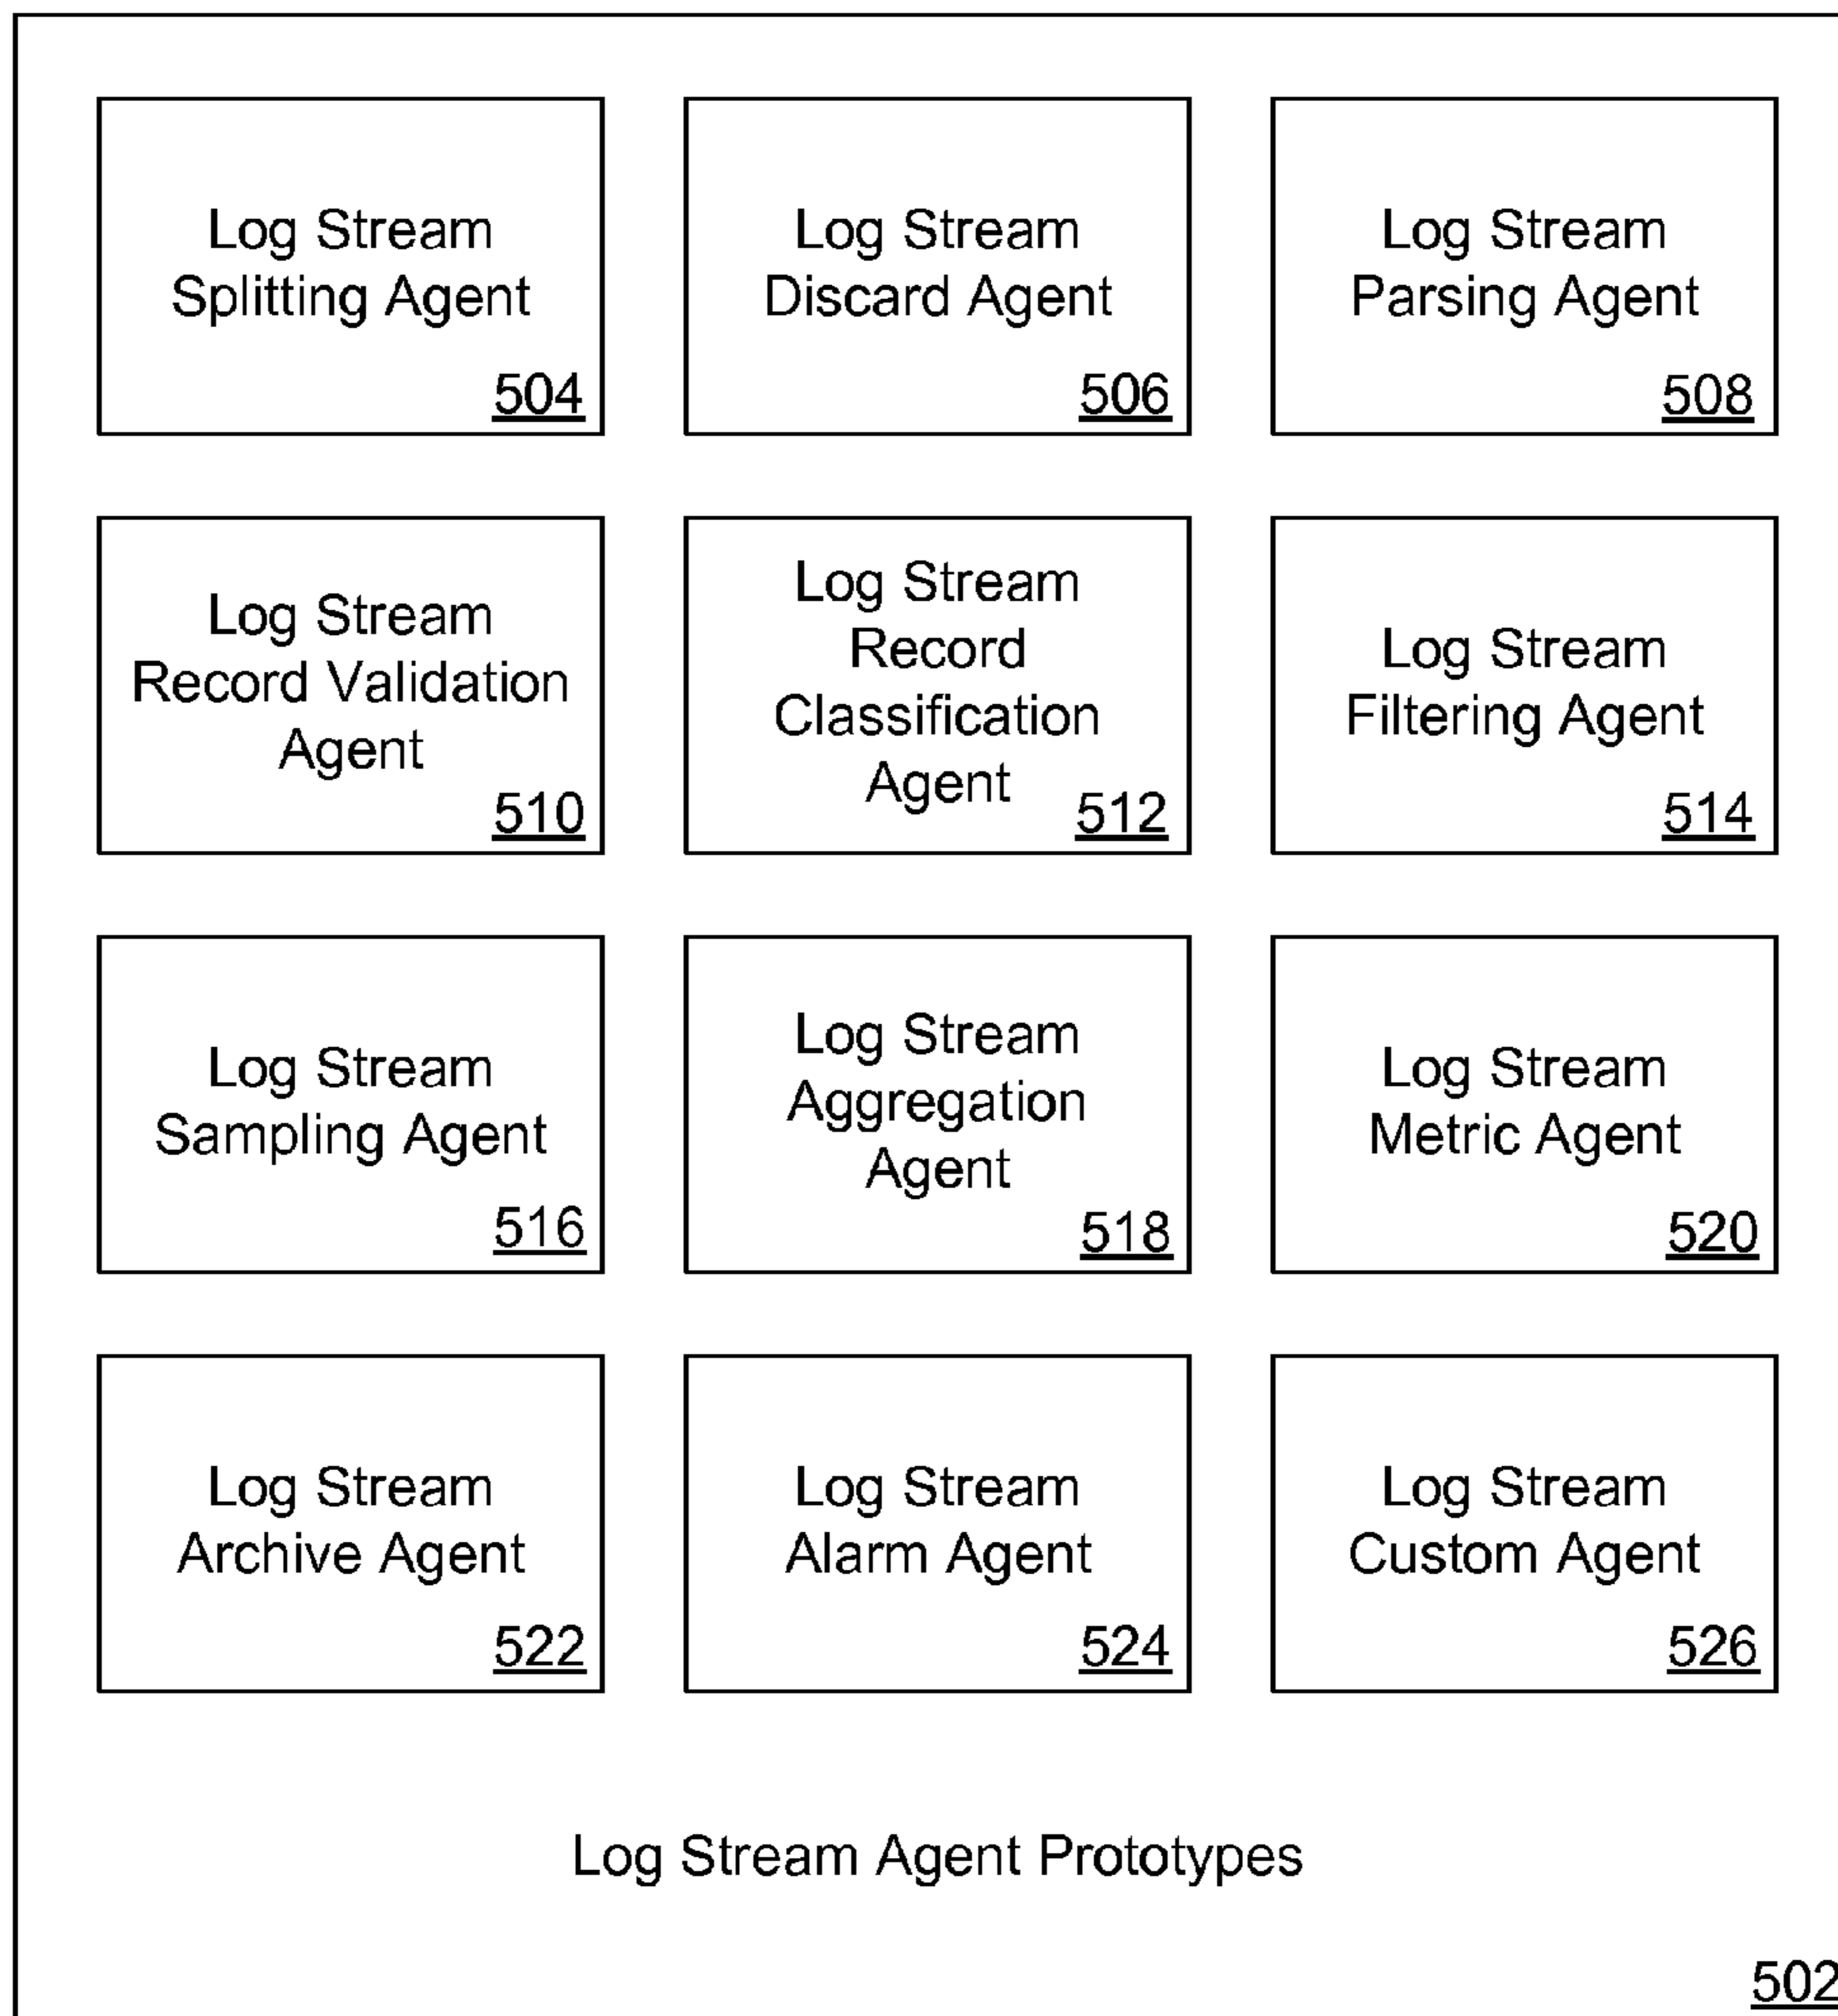 Log Stream
Splitting Agent
504
Log Stream
Discard Agent
506
Log Stream
Parsing Agent
508
Log Stream
Record Validation
Agent
510
Log Stream
Record
Classification
Agent
512
Log Stream
Filtering Agent
514
Log Stream
Sampling Agent
516
Log Stream
Aggregation
Agent
518
Log Stream
Metric Agent
520
Log Stream
Archive Agent
522
Log Stream
Alarm Agent
524
Log Stream
Custom Agent
526
Log Stream Agent Prototypes
502